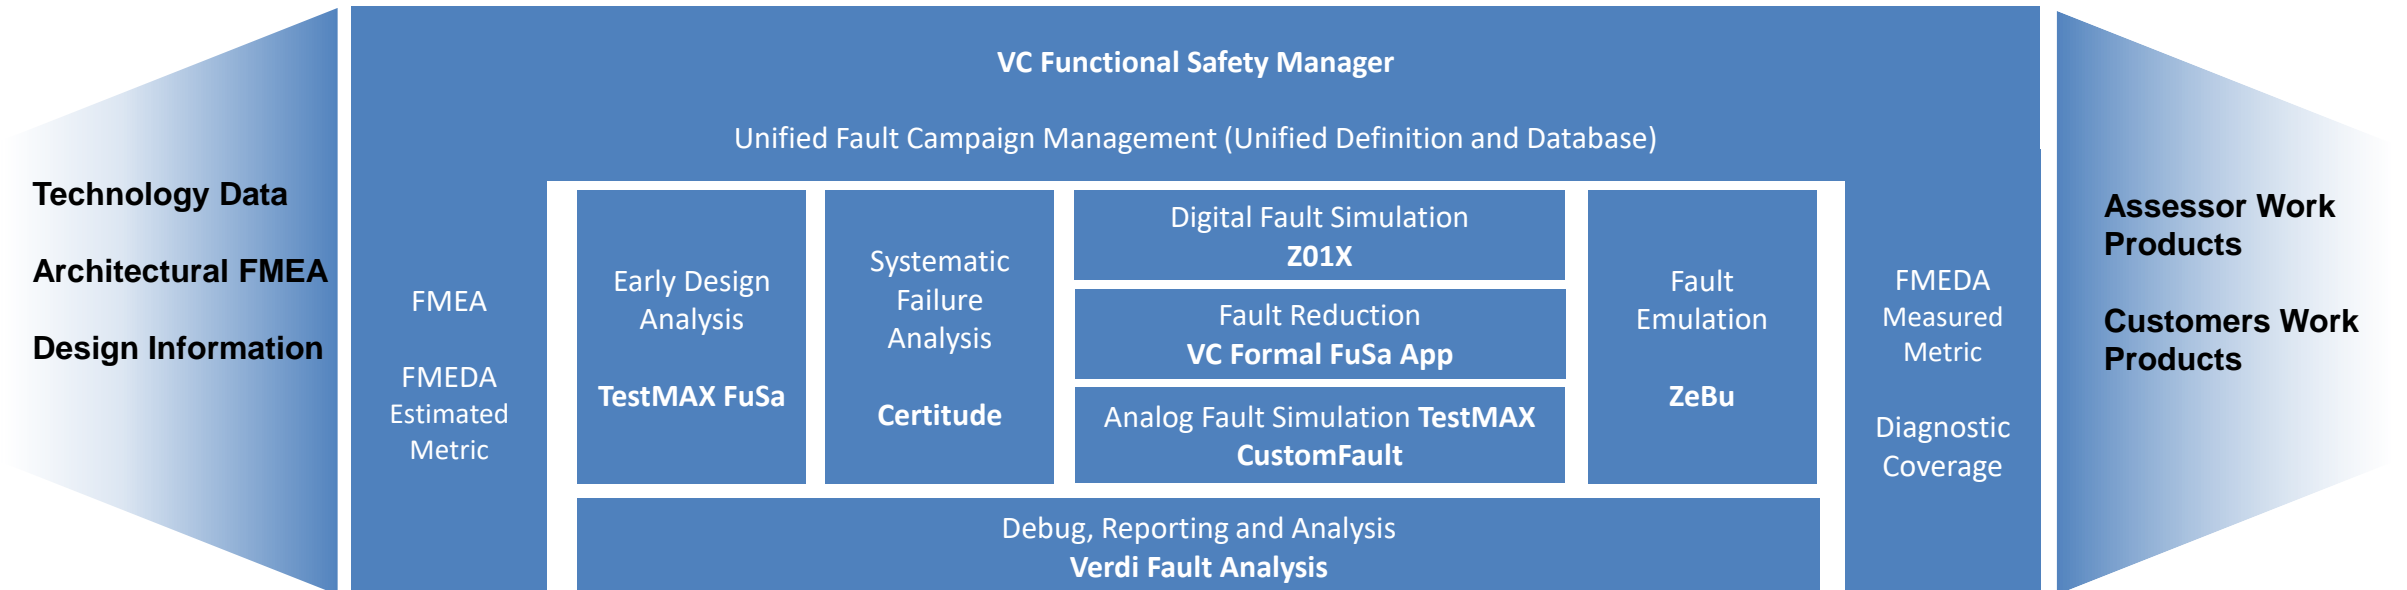 VC Functional Safety Manager
Unified Fault Campaign Management (Unified Definition and Database)
Technology Data
Architectural FMEA
Design Information
FMEA
FMEDA
Estimated
Metric
Early Design
Analysis
TestMAX FuSa
Systematic
Failure
Analysis
Certitude
Digital Fault Simulation
Z01X
Fault Reduction
VC Formal FuSa App
Analog Fault Simulation TestMAX
CustomFault
Fault
Emulation
ZeBu
Debug, Reporting and Analysis
Verdi Fault Analysis
FMEDA
Measured
Metric
Diagnostic
Coverage
Assessor Work
Products
Customers Work
Products